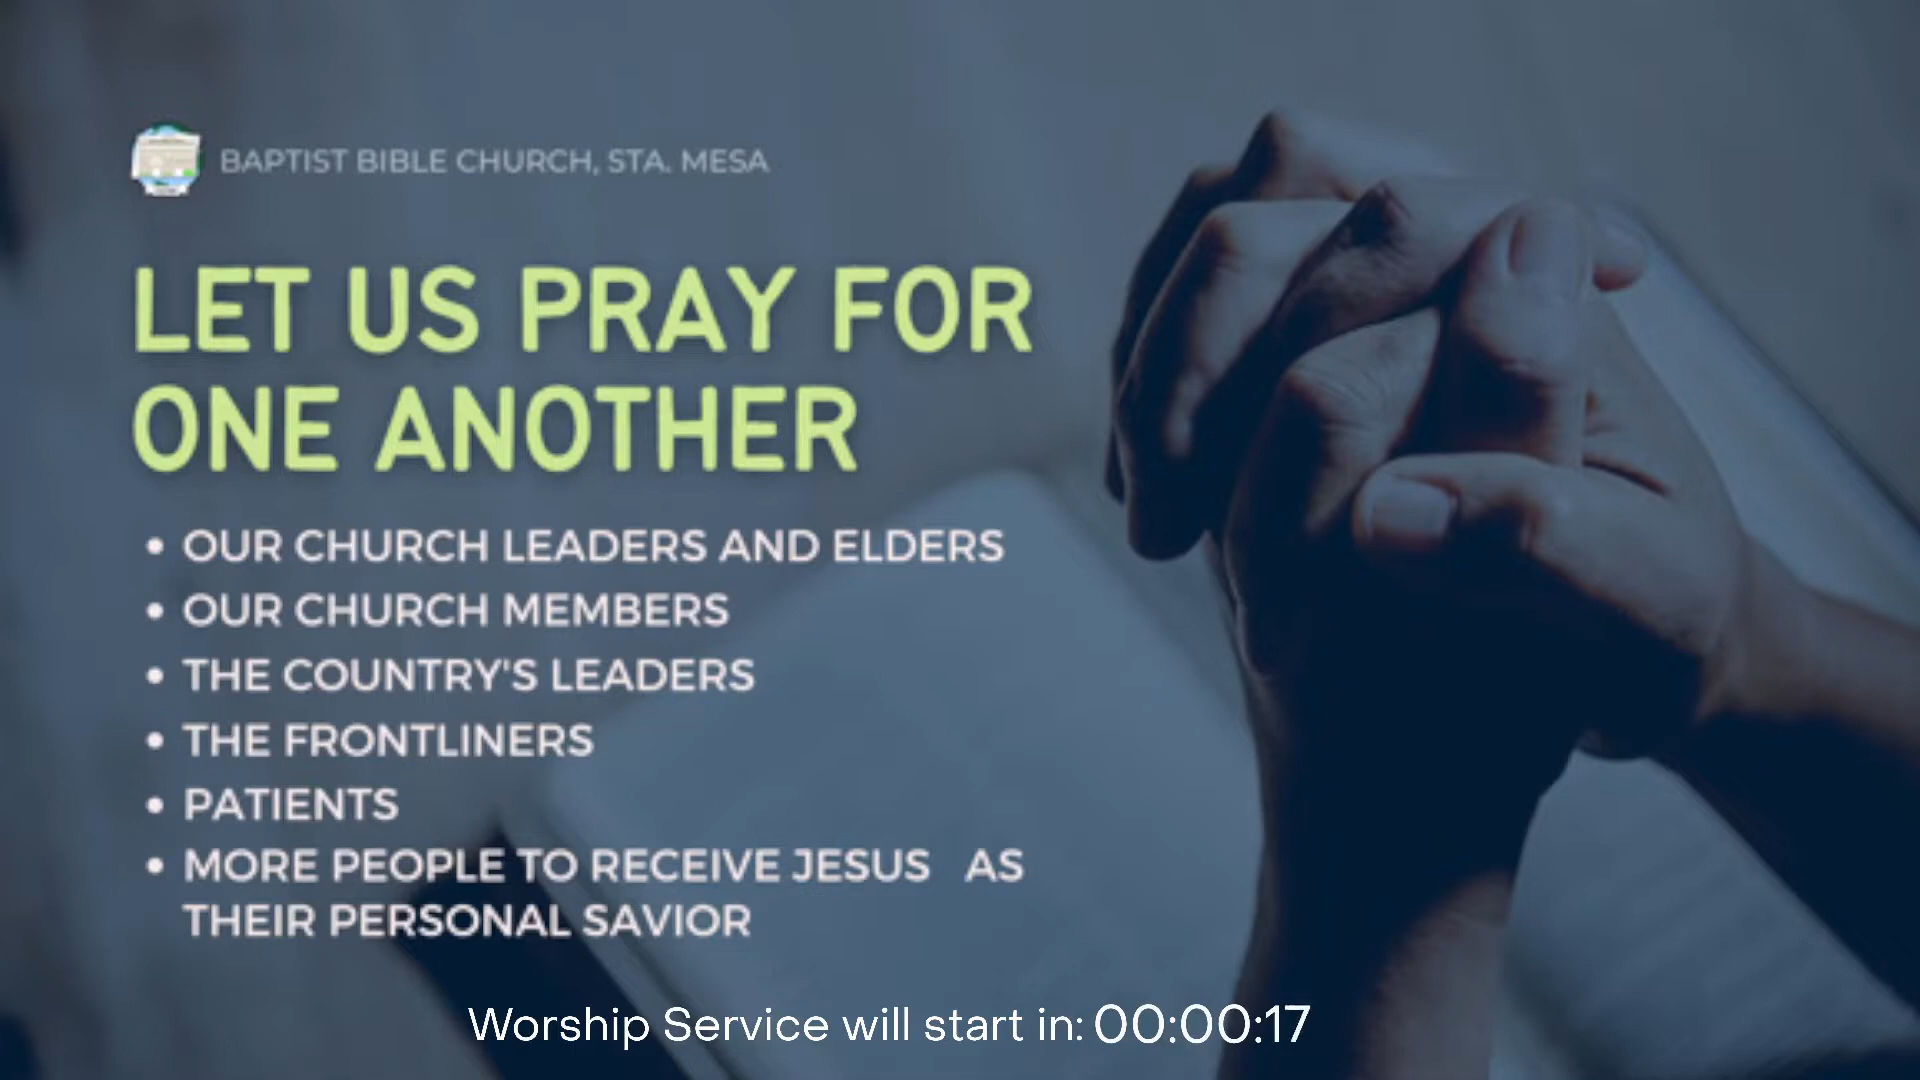 BAPTIST BIBLE CHURCH, STA. MESA
LET US PRAY FOR
ONE ANOTHER
• OUR CHURCH LEADERS AND ELDERS
• OUR CHURCH MEMBERS
• THE COUNTRY'S LEADERS
• THE FRONTLINERS
• PATIENTS
• MORE PEOPLE TO RECEIVE JESUS AS
THEIR PERSONAL SAVIOR
Worship Service will start in: 00:00:17